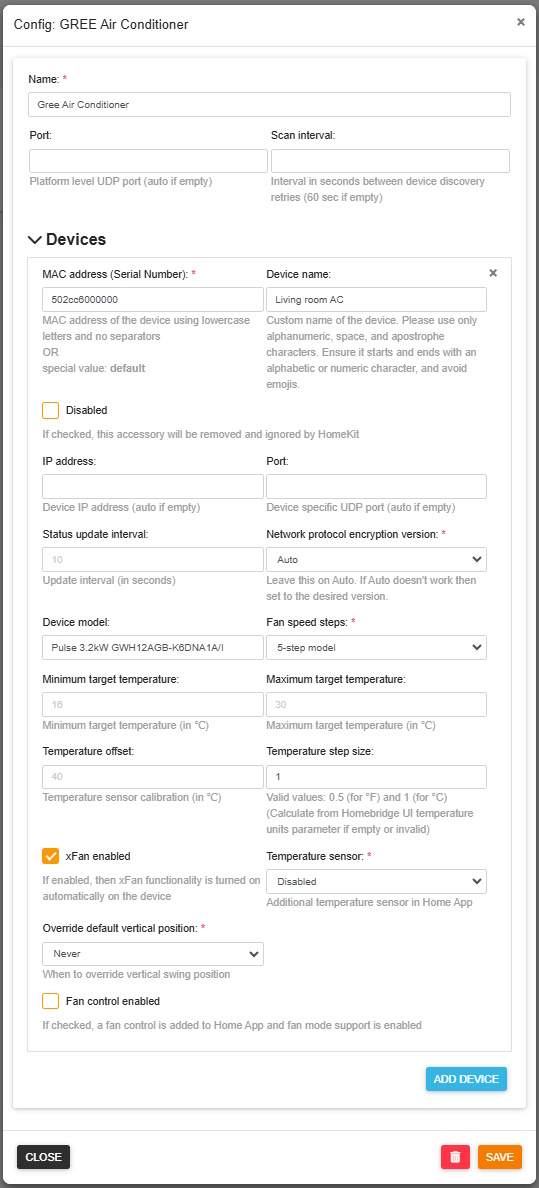 Config: GREE Air Conditioner
×
Name: *
Gree Air Conditioner
Port:
Scan interval:
Platform level UDP port (auto if empty)
Interval in seconds between device discovery
retries (60 sec if empty)
Devices
×
MAC address (Serial Number): *
Device name:
502cc6000000
Living room AC
MAC address of the device using lowercase
letters and no separators
OR
special value: default
Custom name of the device. Please use only
alphanumeric, space, and apostrophe
characters. Ensure it starts and ends with an
alphabetic or numeric character, and avoid
emojis.
Disabled
If checked, this accessory will be removed and ignored by HomeKit
IP address:
Port:
Device IP address (auto if empty)
Device specific UDP port (auto if empty)
Status update interval:
Network protocol encryption version: *
10
Auto
Update interval (in seconds)
Leave this on Auto. If Auto doesn't work then
set to the desired version.
Device model:
Fan speed steps: *
Pulse 3.2kW GWH12AGB-K6DNA1A/I
5-step model
Minimum target temperature:
Maximum target temperature:
16
30
Minimum target temperature (in °C)
Maximum target temperature (in °C)
Temperature offset:
Temperature step size:
40
1
Temperature sensor calibration (in °C)
Valid values: 0.5 (for °F) and 1 (for °C)
(Calculate from Homebridge UI temperature
units parameter if empty or invalid)
xFan enabled
Temperature sensor: *
If enabled, then xFan functionality is turned on
automatically on the device
Disabled
Additional temperature sensor in Home App
Override default vertical position: *
Never
When to override vertical swing position
Fan control enabled
If checked, a fan control is added to Home App and fan mode support is enabled
ADD DEVICE
CLOSE
SAVE